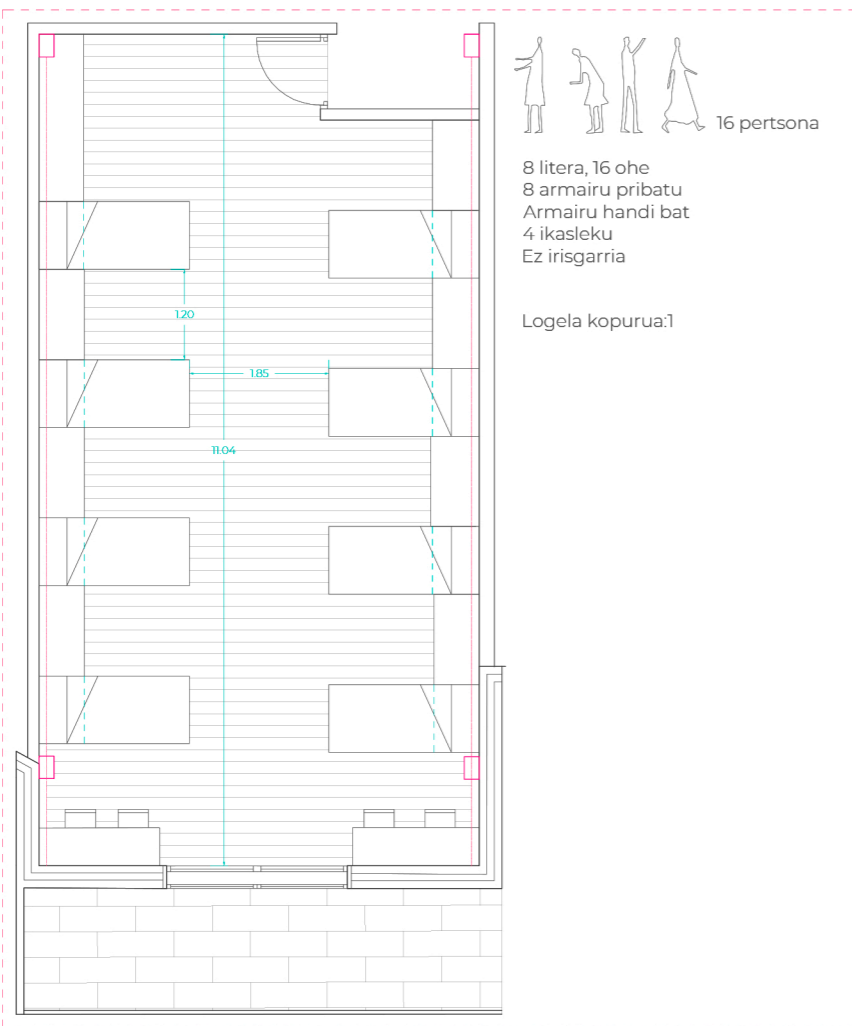 16 pertsona
8 litera, 16 ohe
8 armairu pribatu
Armairu handi bat
4 ikasleku
Ez irisgarria
Logela kopurua:1
1.20
1.85
11.04